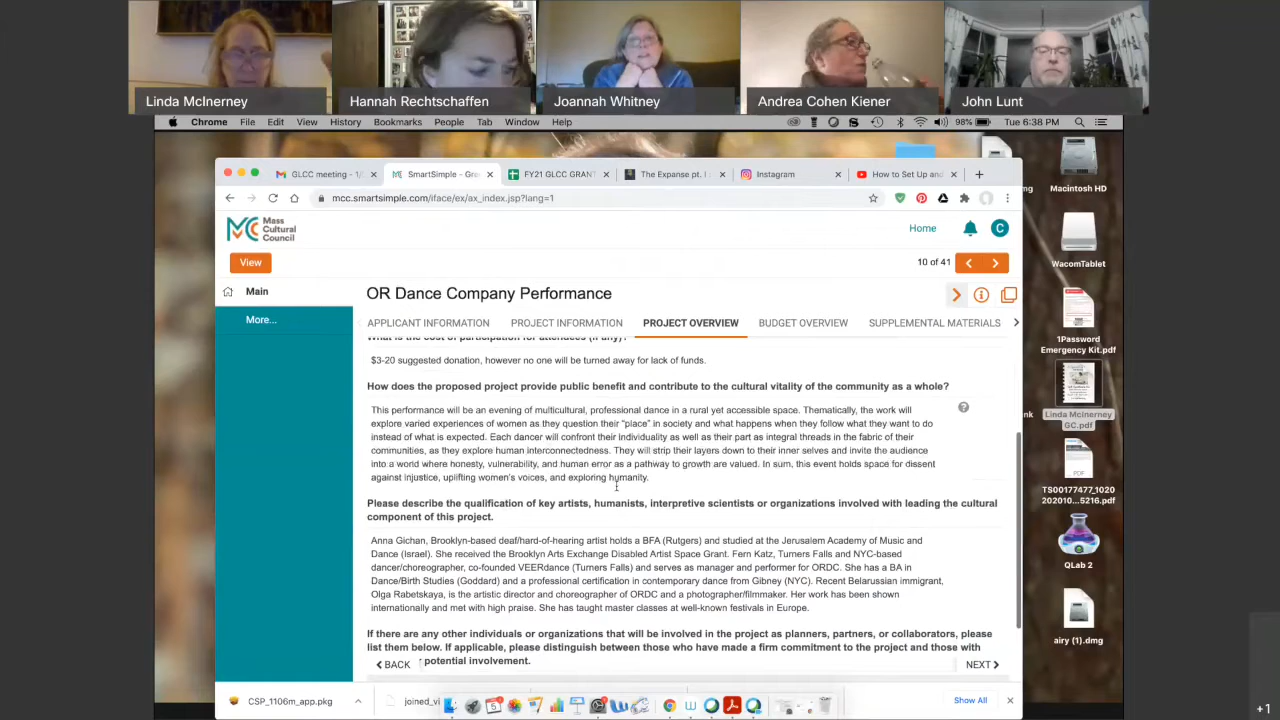 Linda McInerney
Hannah Rechtschaffen
Joannah Whitney
Andrea Cohen Kiener
John Lunt
Chrome File Edit View History Bookmarks People Tab Window Help
98% Tue 6:38 PM
GLCC meeting - 1/
SmartSimple - Gr
FY21 GLCC GRANT
The Expanse pt. I
Instagram
How to Set Up and
mcc.smartsimple.com/iface/ex/ax_index.jsp?lang=1
Mass
Cultural
Council
Home
C
View
10 of 41
Main
More...
OR Dance Company Performance
PPLICANT INFORMATION
PROJECT INFORMATION
PROJECT OVERVIEW
BUDGET OVERVIEW
SUPPLEMENTAL MATERIALS
What is the cost of participation for attendees (if any)?
$3-20 suggested donation, however no one will be turned away for lack of funds.
How does the proposed project provide public benefit and contribute to the cultural vitality of the community as a whole?
This performance will be an evening of multicultural, professional dance in a rural yet accessible space. Thematically, the work will
explore varied experiences of women as they question their "place" in society and what happens when they follow what they want to do
instead of what is expected. Each dancer will confront their individuality as well as their part as integral threads in the fabric of their
communities, as they explore human interconnectedness. They will strip their layers down to their inner selves and invite the audience
into a world where honesty, vulnerability, and human error as a pathway to growth are valued. In sum, this event holds space for dissent
against injustice, uplifting women's voices, and exploring humanity.
Please describe the qualification of key artists, humanists, interpretive scientists or organizations involved with leading the cultural
component of this project.
Anna Gichan, Brooklyn-based deaf/hard-of-hearing artist holds a BFA (Rutgers) and studied at the Jerusalem Academy of Music and
Dance (Israel). She received the Brooklyn Arts Exchange Disabled Artist Space Grant. Fern Katz, Turners Falls and NYC-based
dancer/choreographer, co-founded VEERdance (Turners Falls) and serves as manager and performer for ORDC. She has a BA in
Dance/Birth Studies (Goddard) and a professional certification in contemporary dance from Gibney (NYC). Recent Belarussian immigrant,
Olga Rabetskaya, is the artistic director and choreographer of ORDC and a photographer/filmmaker. Her work has been shown
internationally and met with high praise. She has taught master classes at well-known festivals in Europe.
If there are any other individuals or organizations that will be involved in the project as planners, partners, or collaborators, please
list them below. If applicable, please distinguish between those who have made a firm commitment to the project and those with
potential involvement.
BACK
NEXT
CSP_1106m_app.pkg
joined_vi
Show All
Macintosh HD
WacomTablet
1Password
Emergency Kit.pdf
Linda Mcinerney
GC.pdf
PDF
TS00177477_1020
202010...5216.pdf
QLab 2
airy (1).dmg
+1